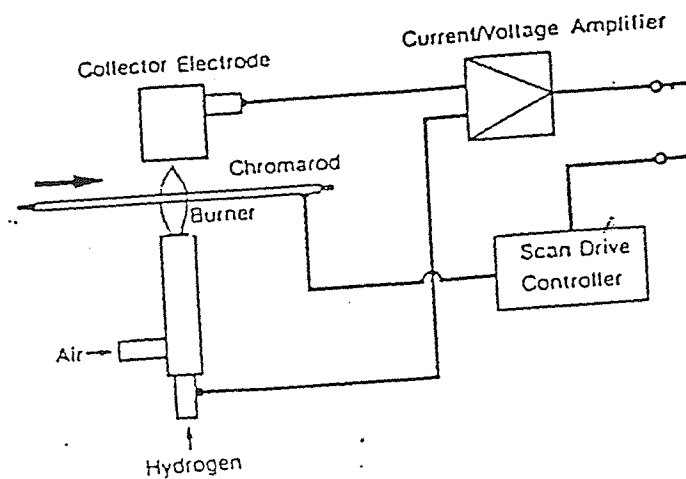 Current/Voltage Amplifier
Collector Electrode
Chromarod
Burner
Scan Drive
Controller
Air
Hydrogen